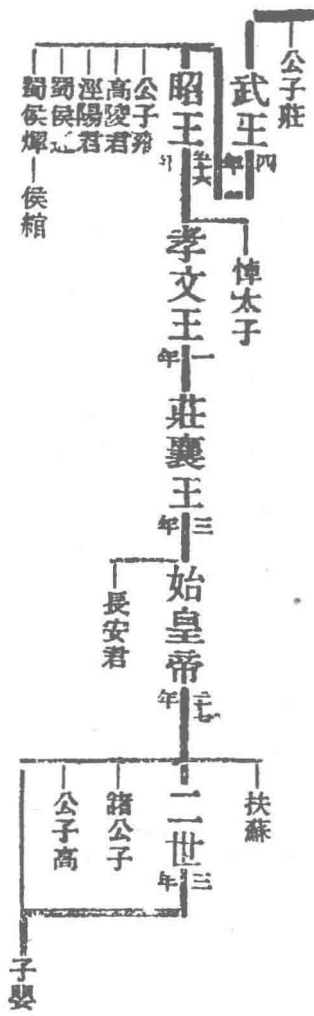 公子莊
武王
四年
昭王
公子
高陵君
涇陽君
蜀侯
蜀侯煇
侯綰
悼太子
孝文王
一年
莊襄王
三年
始皇帝
長安君
扶蘇
二世
三年
諸公子
公子高
子嬰